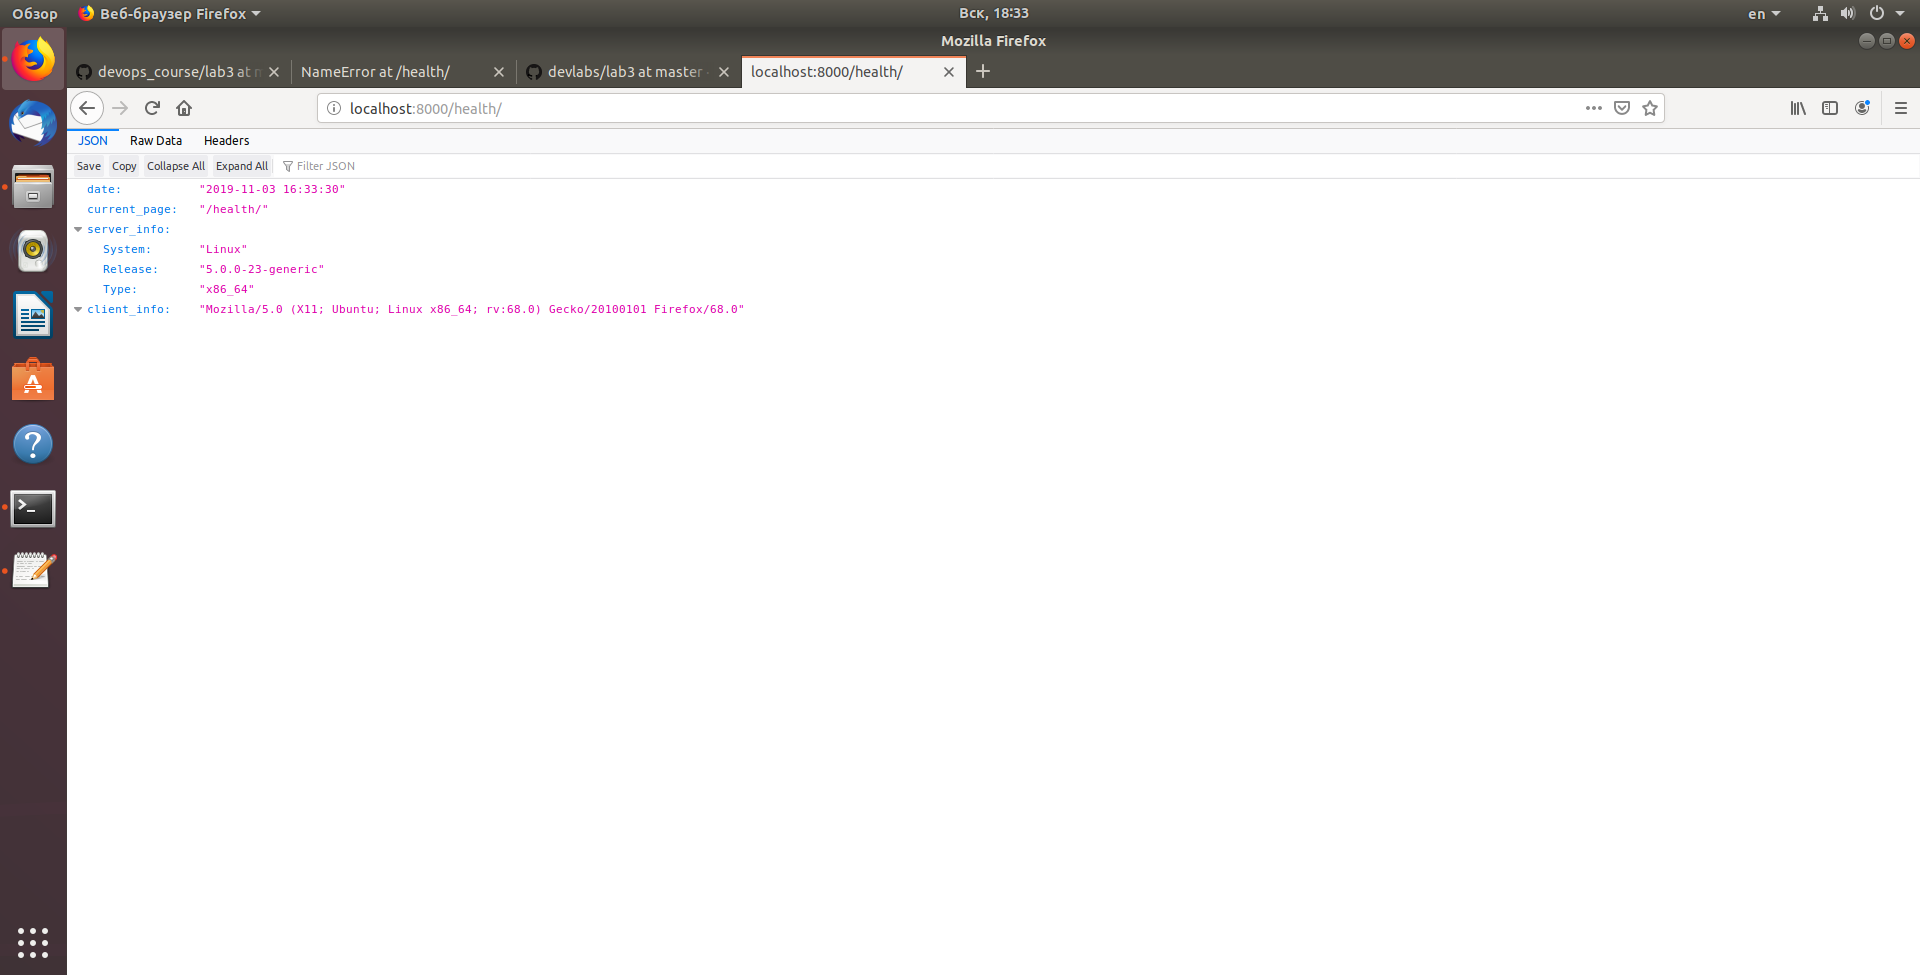 Обзор Веб-браузер Firefox Вск, 18:33 en
Mozilla Firefox
devops_course/lab3 at m NameError at /health/ devlabs/lab3 at master · localhost:8000/health/
localhost:8000/health/
JSON Raw Data Headers
Save Copy Collapse All Expand All Filter JSON
date: "2019-11-03 16:33:30"
current_page: "/health/"
server_info:
System: "Linux"
Release: "5.0.0-23-generic"
Type: "x86_64"
client_info: "Mozilla/5.0 (X11; Ubuntu; Linux x86_64; rv:68.0) Gecko/20100101 Firefox/68.0"